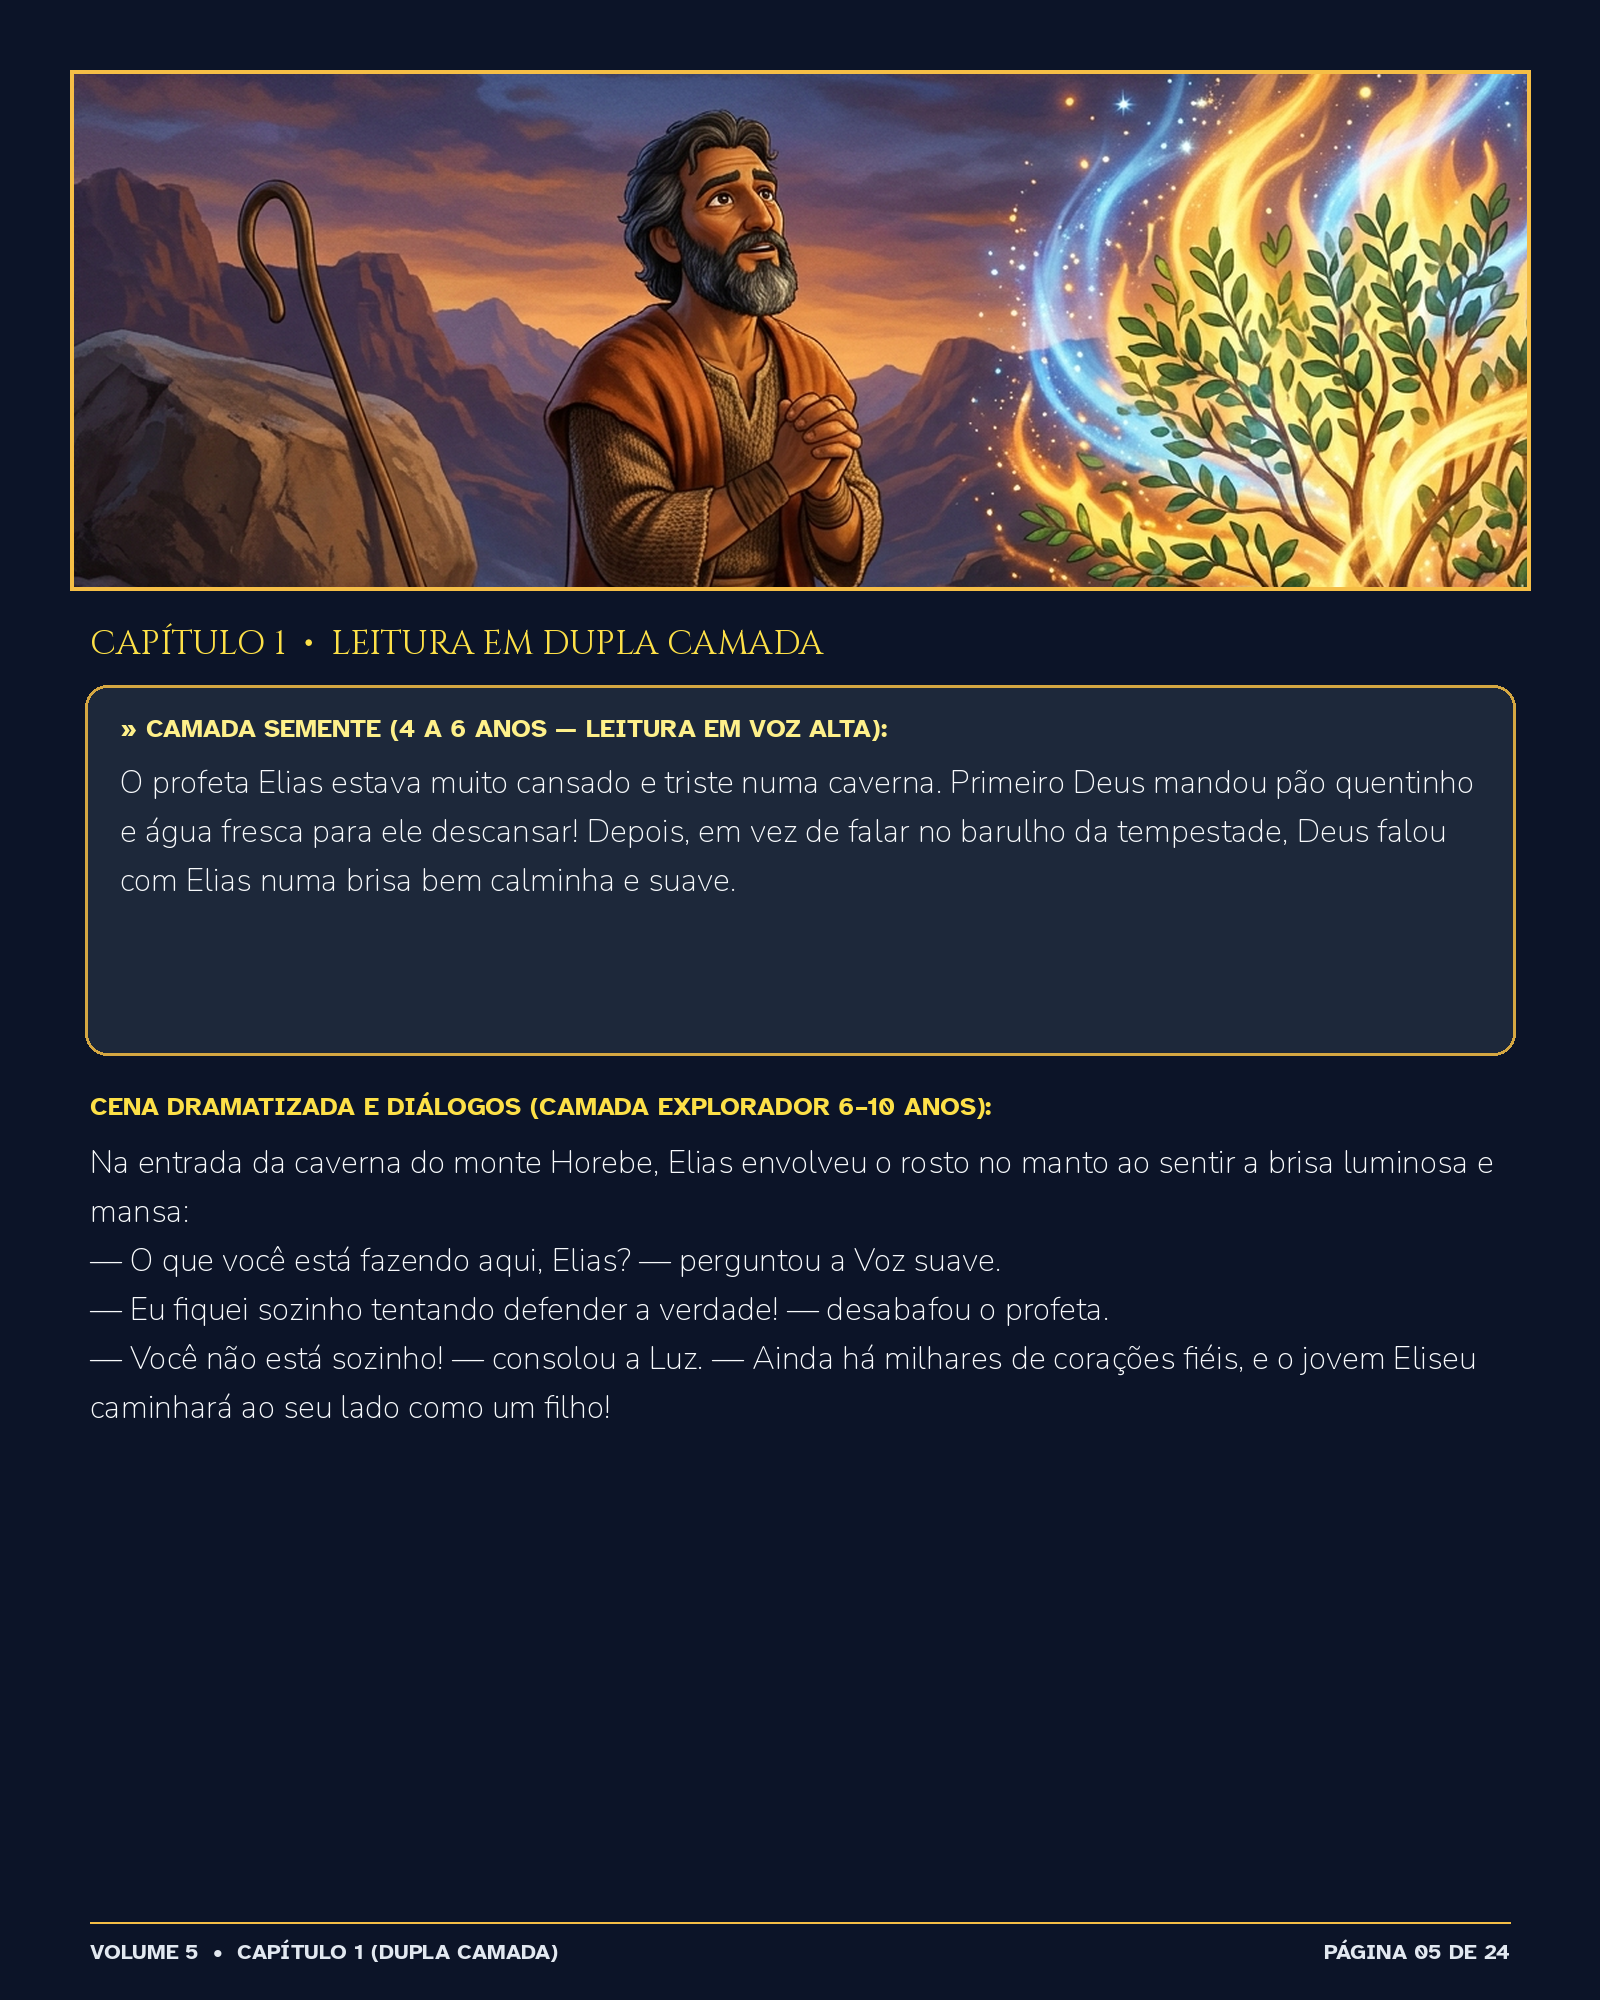 CAPÍTULO 1 • LEITURA EM DUPLA CAMADA
» CAMADA SEMENTE (4 A 6 ANOS — LEITURA EM VOZ ALTA):
O profeta Elias estava muito cansado e triste numa caverna. Primeiro Deus mandou pão quentinho
e água fresca para ele descansar! Depois, em vez de falar no barulho da tempestade, Deus falou
com Elias numa brisa bem calminha e suave.
CENA DRAMATIZADA E DIÁLOGOS (CAMADA EXPLORADOR 6–10 ANOS):
Na entrada da caverna do monte Horebe, Elias envolveu o rosto no manto ao sentir a brisa luminosa e
mansa:
— O que você está fazendo aqui, Elias? — perguntou a Voz suave.
— Eu fiquei sozinho tentando defender a verdade! — desabafou o profeta.
— Você não está sozinho! — consolou a Luz. — Ainda há milhares de corações fiéis, e o jovem Eliseu
caminhará ao seu lado como um filho!
VOLUME 5 • CAPÍTULO 1 (DUPLA CAMADA)
PÁGINA 05 DE 24